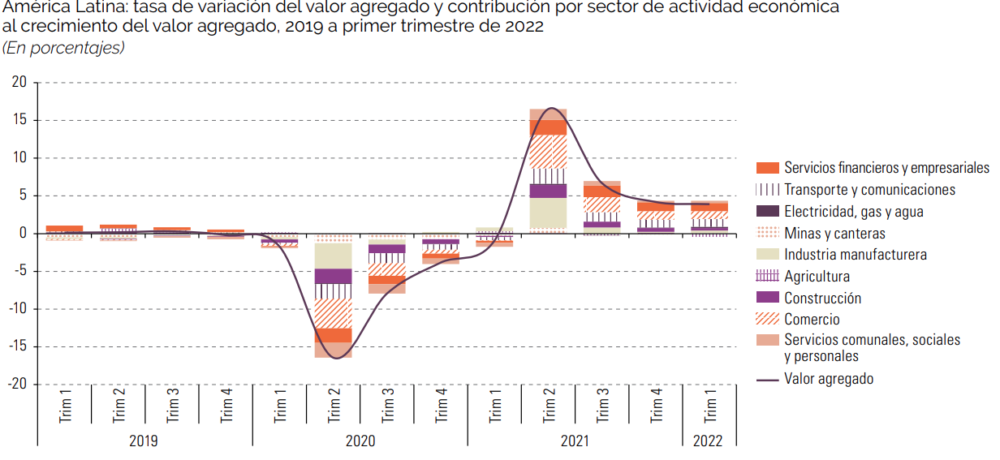 América Latina: tasa de variación del valor agregado y contribución por sector de actividad económica
al crecimiento del valor agregado, 2019 a primer trimestre de 2022
(En porcentajes)
20
15
10
5
0
-5
-10
-15
-20
Trim 1
Trim 2
Trim 3
Trim 4
Trim 1
Trim 2
Trim 3
Trim 4
Trim 1
Trim 2
Trim 3
Trim 4
Trim 1
2019
2020
2021
2022
Servicios financieros y empresariales
Transporte y comunicaciones
Electricidad, gas y agua
Minas y canteras
Industria manufacturera
Agricultura
Construcción
Comercio
Servicios comunales, sociales
y personales
Valor agregado